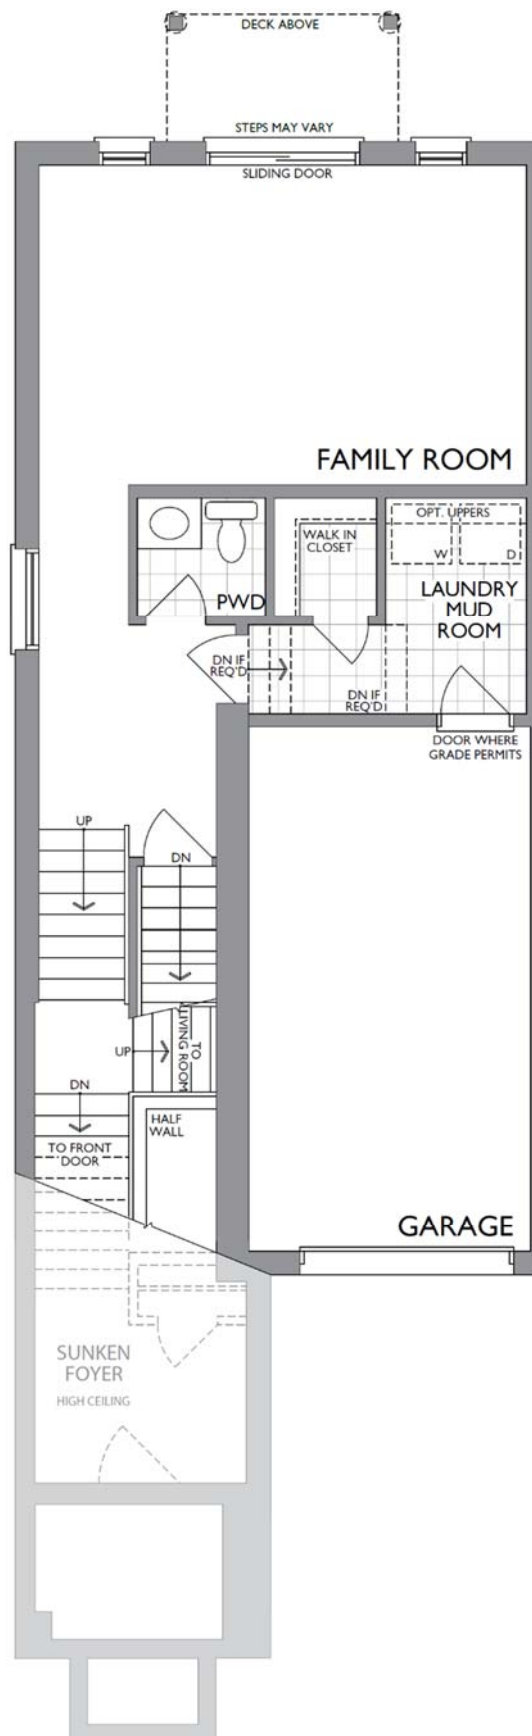 DECK ABOVE
STEPS MAY VARY
SLIDING DOOR
FAMILY ROOM
OPT. UPPERS
WALK IN
CLOSET
W
D
PWD
LAUNDRY
MUD
ROOM
DN IF
REQ'D
DN IF
REQ'D
DOOR WHERE
GRADE PERMITS
UP
DN
UP
TO
LIVING ROOM
DN
HALF
WALL
TO FRONT
DOOR
GARAGE
SUNKEN
FOYER
HIGH CEILING